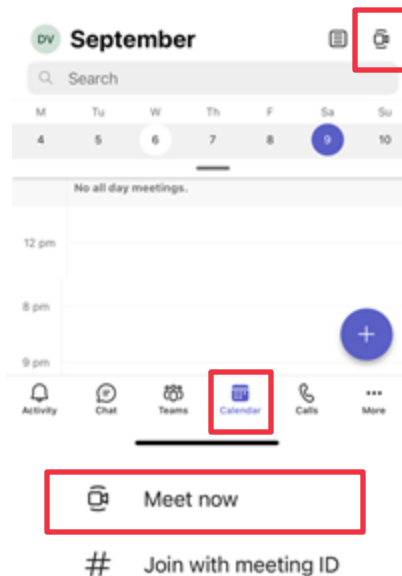 DV September
Search
M Tu W Th F Sa Su
4 5 6 7 8 9 10
No all day meetings.
12 pm
8 pm
9 pm
Activity Chat Teams Calendar Calls More
Meet now
# Join with meeting ID